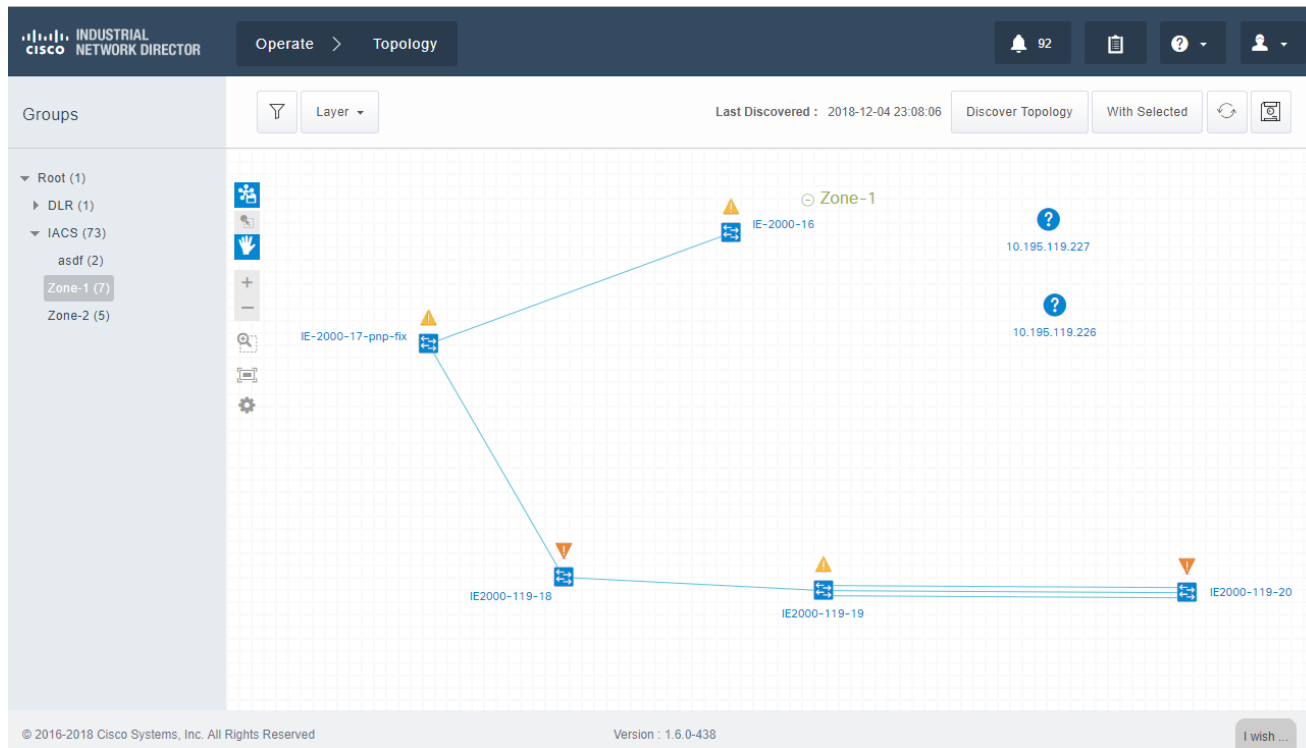 INDUSTRIAL
CISCO NETWORK DIRECTOR
Operate > Topology
92
Groups
Layer
Last Discovered : 2018-12-04 23:08:06
Discover Topology
With Selected
Root (1)
DLR (1)
IACS (73)
asdf (2)
Zone-1 (7)
Zone-2 (5)
Zone-1
IE-2000-16
10.195.119.227
10.195.119.226
IE-2000-17-pnp-fix
IE2000-119-18
IE2000-119-19
IE2000-119-20
© 2016-2018 Cisco Systems, Inc. All Rights Reserved
Version : 1.6.0-438
I wish ...